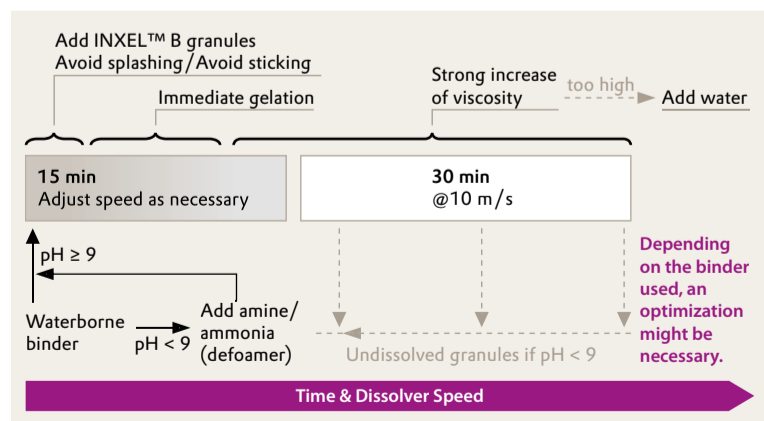 Add INXEL™ B granules
Avoid splashing/Avoid sticking
Immediate gelation
Strong increase
of viscosity
too high
Add water
15 min
Adjust speed as necessary
30 min
@10 m/s
pH ≥ 9
Waterborne
binder
pH < 9
Add amine/
ammonia
(defoamer)
Undissolved granules if pH < 9
Depending
on the binder
used, an
optimization
might be
necessary.
Time & Dissolver Speed